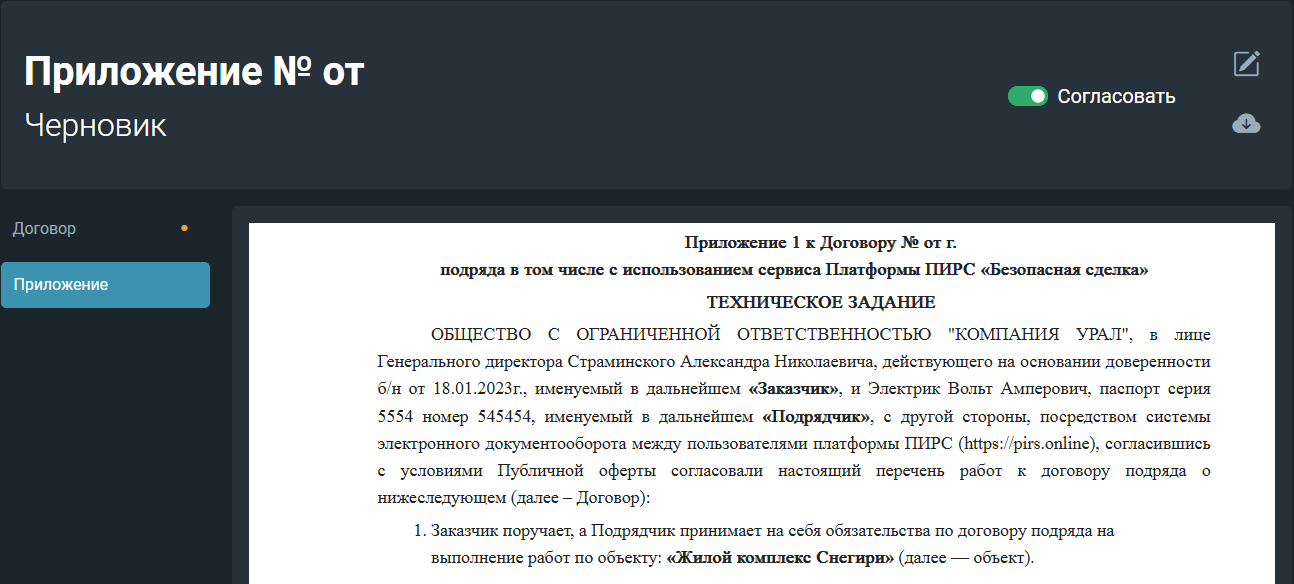 Приложение № от
Черновик
Согласовать
Договор
Приложение
Приложение 1 к Договору № от г.
подряда в том числе с использованием сервиса Платформы ПИРС «Безопасная сделка»
ТЕХНИЧЕСКОЕ ЗАДАНИЕ
ОБЩЕСТВО С ОГРАНИЧЕННОЙ ОТВЕТСТВЕННОСТЬЮ "КОМПАНИЯ УРАЛ", в лице
Генерального директора Страминского Александра Николаевича, действующего на основании доверенности
б/н от 18.01.2023г., именуемый в дальнейшем «Заказчик», и Электрик Вольт Амперович, паспорт серия
5554 номер 545454, именуемый в дальнейшем «Подрядчик», с другой стороны, посредством системы
электронного документооборота между пользователями платформы ПИРС (https://pirs.online), согласившись
с условиями Публичной оферты согласовали настоящий перечень работ к договору подряда о
нижеследующем (далее – Договор):
1. Заказчик поручает, а Подрядчик принимает на себя обязательства по договору подряда на
выполнение работ по объекту: «Жилой комплекс Снегири» (далее — объект).